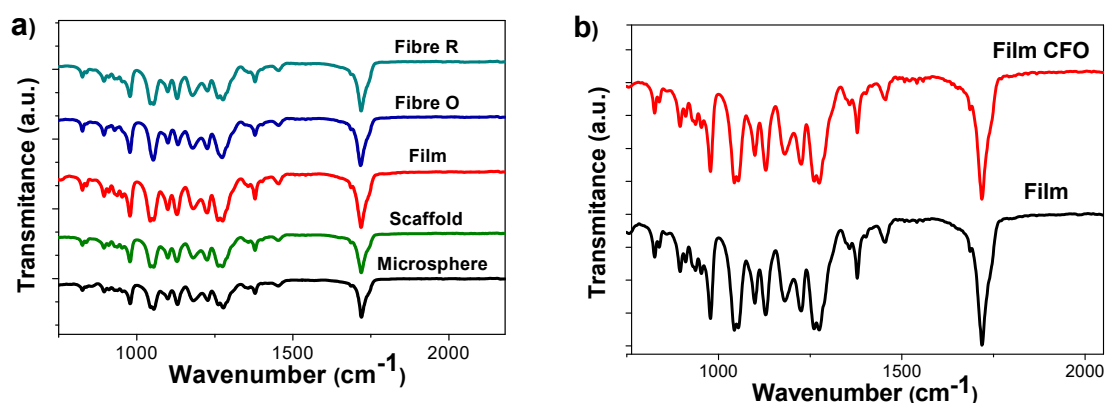 a)
Fibre R
Fibre O
Film
Scaffold
Microsphere
Transmitance (a.u.)
1000 1500 2000
Wavenumber (cm-1)
b)
Film CFO
Film
Transmitance (a.u.)
1000 1500 2000
Wavenumber (cm-1)